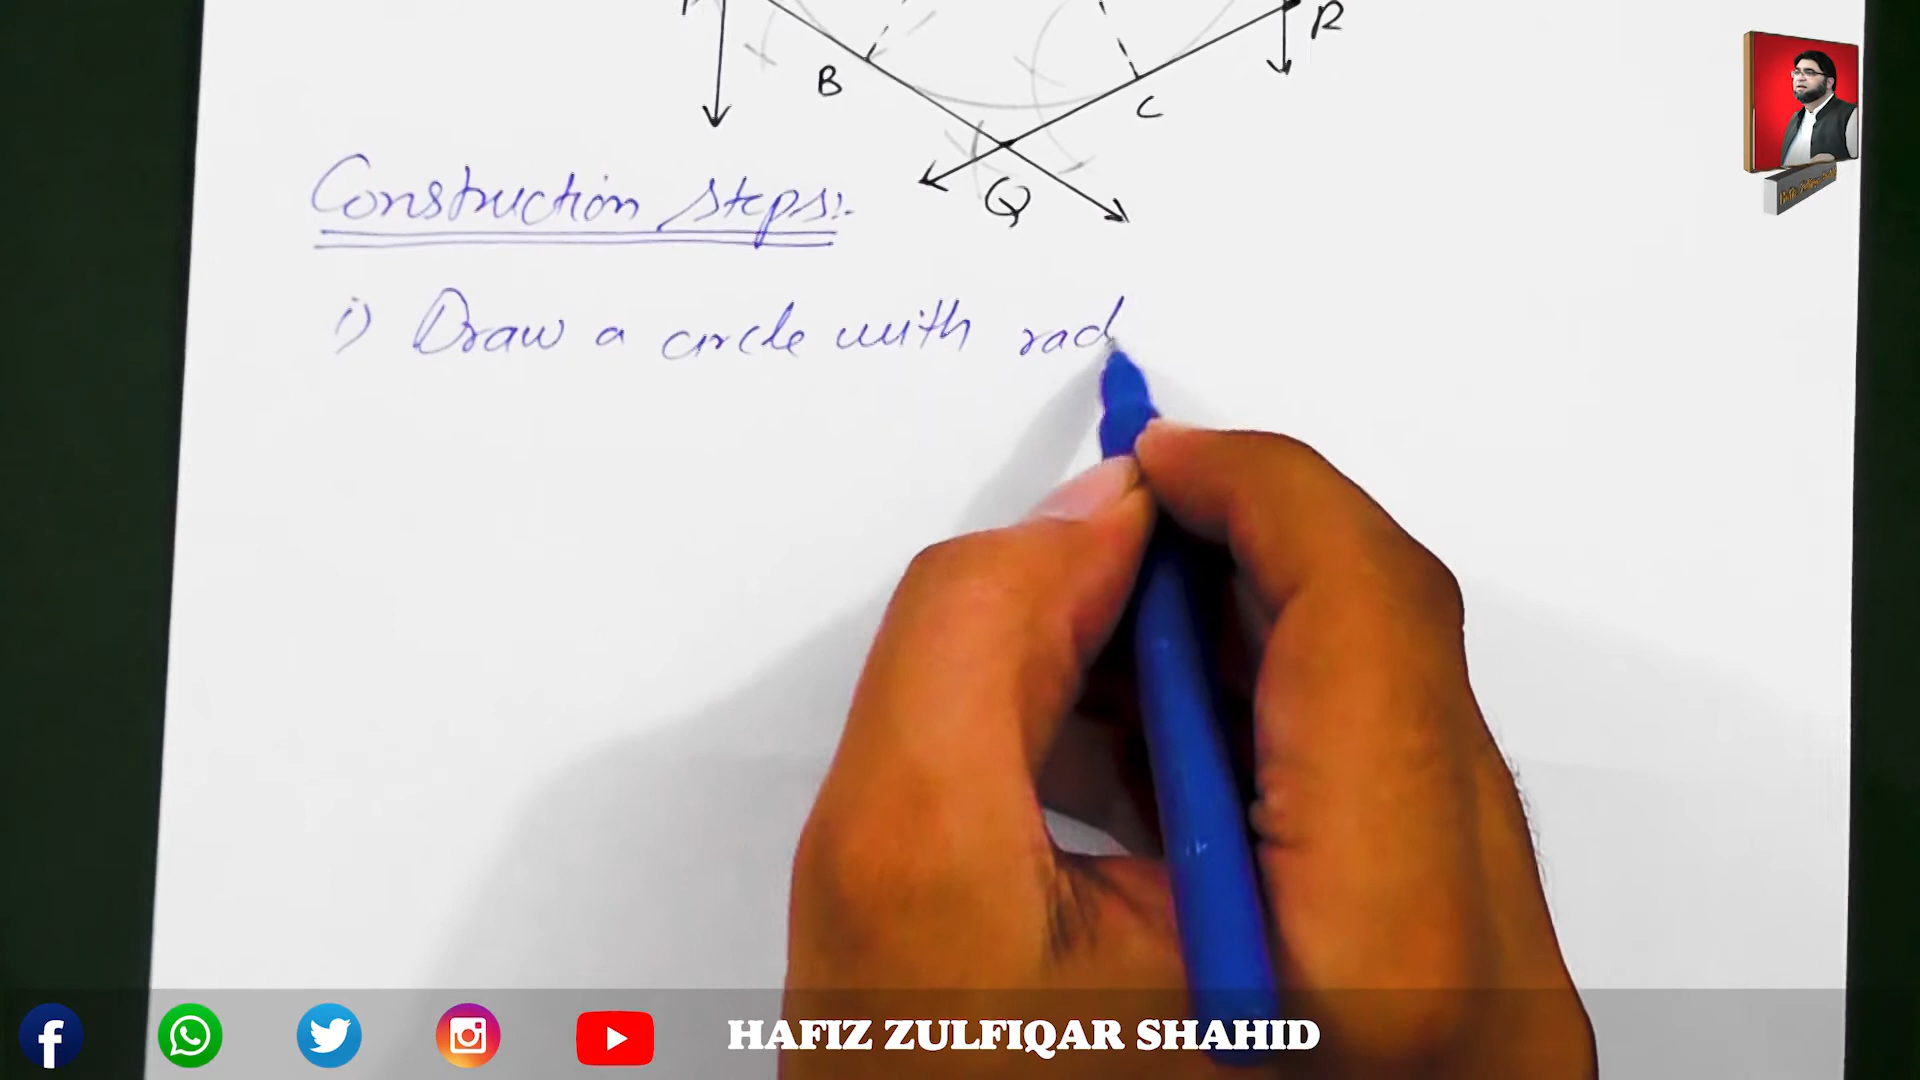 R
B
C
Q
Construction steps:-
i) Draw a circle with rad
HAFIZ ZULFIQAR SHAHID